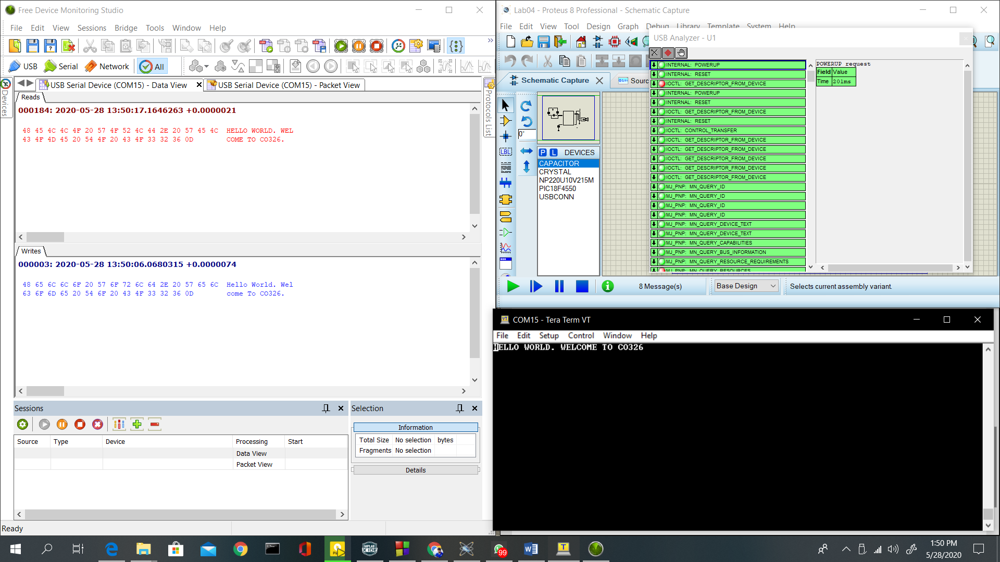 Free Device Monitoring Studio
File Edit View Sessions Bridge Tools Window Help
USB Serial Network All
USB Serial Device (COM15) - Data View
USB Serial Device (COM15) - Packet View
Devices
Protocols List
Reads
000184: 2020-05-28 13:50:17.1646263 +0.0000021
48 45 4C 4C 4F 20 57 4F 52 4C 44 2E 20 57 45 4C HELLO WORLD. WEL
43 4F 4D 45 20 54 4F 20 43 4F 33 32 36 0D COME TO CO326.
Writes
000003: 2020-05-28 13:50:06.0680315 +0.0000074
48 65 6C 6C 6F 20 57 6F 72 6C 64 2E 20 57 65 6C Hello World. Wel
63 6F 6D 65 20 54 6F 20 43 4F 33 32 36 0D come To CO326.
Sessions
Source Type Device Processing Start
Data View
Packet View
Selection
Information
Total Size No selection bytes
Fragments No selection
Details
Ready
Lab04 - Proteus 8 Professional - Schematic Capture
File Edit View Tool Design Graph Debug Library Template System Help
Schematic Capture
Sourc
0°
LBL
P L DEVICES
CAPACITOR
CRYSTAL
NP220U10V215M
PIC18F4550
USBCONN
USB Analyzer - U1
INTERNAL: POWERUP
INTERNAL: RESET
IOCTL: GET_DESCRIPTOR_FROM_DEVICE
INTERNAL: POWERUP
INTERNAL: RESET
IOCTL: GET_DESCRIPTOR_FROM_DEVICE
INTERNAL: RESET
IOCTL: CONTROL_TRANSFER
IOCTL: GET_DESCRIPTOR_FROM_DEVICE
IOCTL: GET_DESCRIPTOR_FROM_DEVICE
IOCTL: GET_DESCRIPTOR_FROM_DEVICE
IOCTL: GET_DESCRIPTOR_FROM_DEVICE
IOCTL: GET_DESCRIPTOR_FROM_DEVICE
MJ_PNP: MN_QUERY_ID
MJ_PNP: MN_QUERY_ID
MJ_PNP: MN_QUERY_ID
MJ_PNP: MN_QUERY_ID
MJ_PNP: MN_QUERY_DEVICE_TEXT
MJ_PNP: MN_QUERY_DEVICE_TEXT
MJ_PNP: MN_QUERY_CAPABILITIES
MJ_PNP: MN_QUERY_BUS_INFORMATION
MJ_PNP: MN_QUERY_RESOURCE_REQUIREMENTS
MJ_PNP: MN_QUERY_RESOURCES
POWERUP request
Field Value
Time 201ms
8 Message(s)
Base Design
Selects current assembly variant.
COM15 - Tera Term VT
File Edit Setup Control Window Help
HELLO WORLD. WELCOME TO CO326
99
1:50 PM
5/28/2020